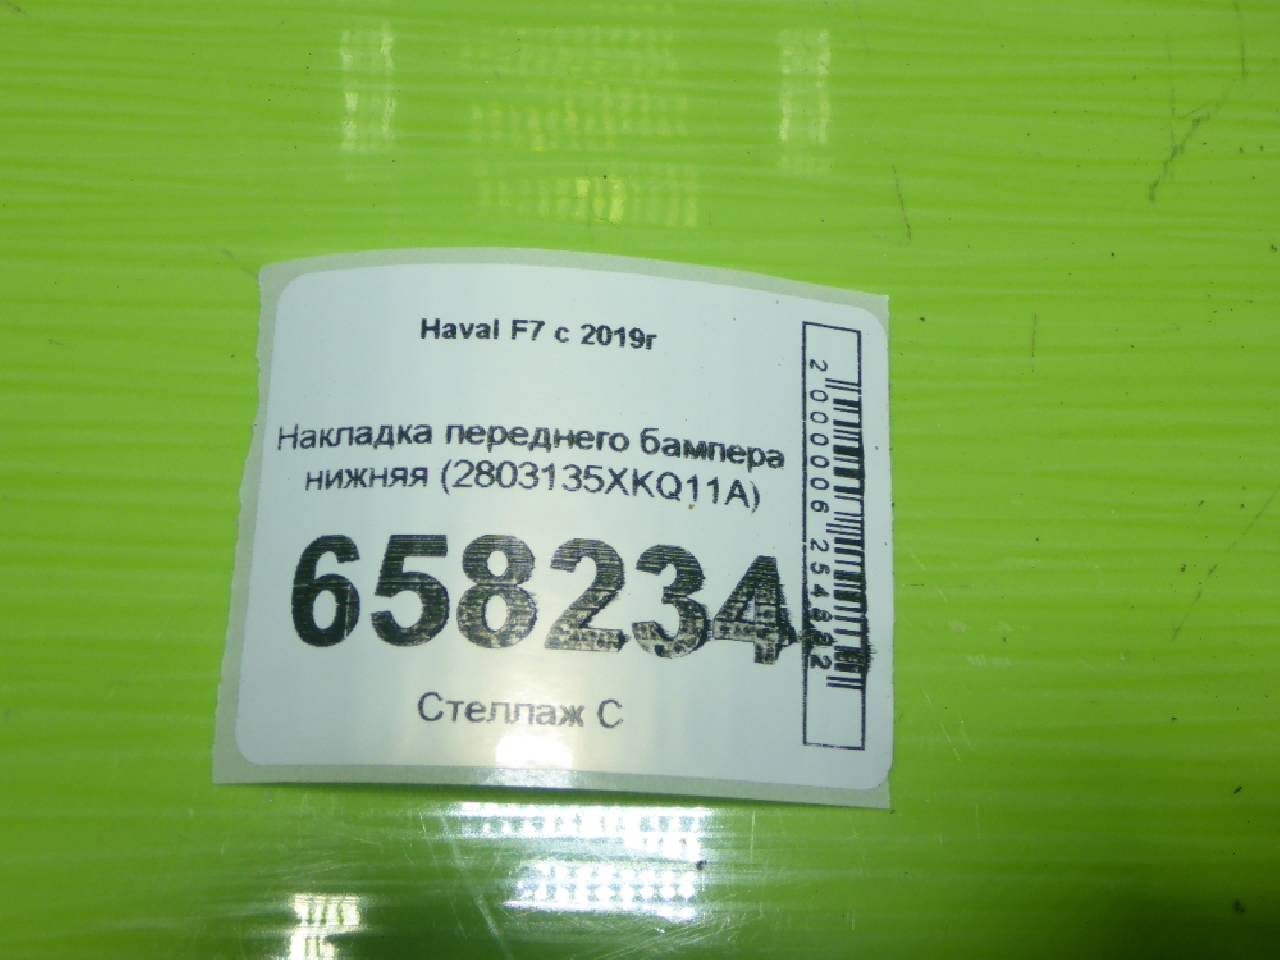 Haval F7 с 2019г
Накладка переднего бампера
нижняя (2803135XKQ11A)
658234
Стеллаж С
2000006254882